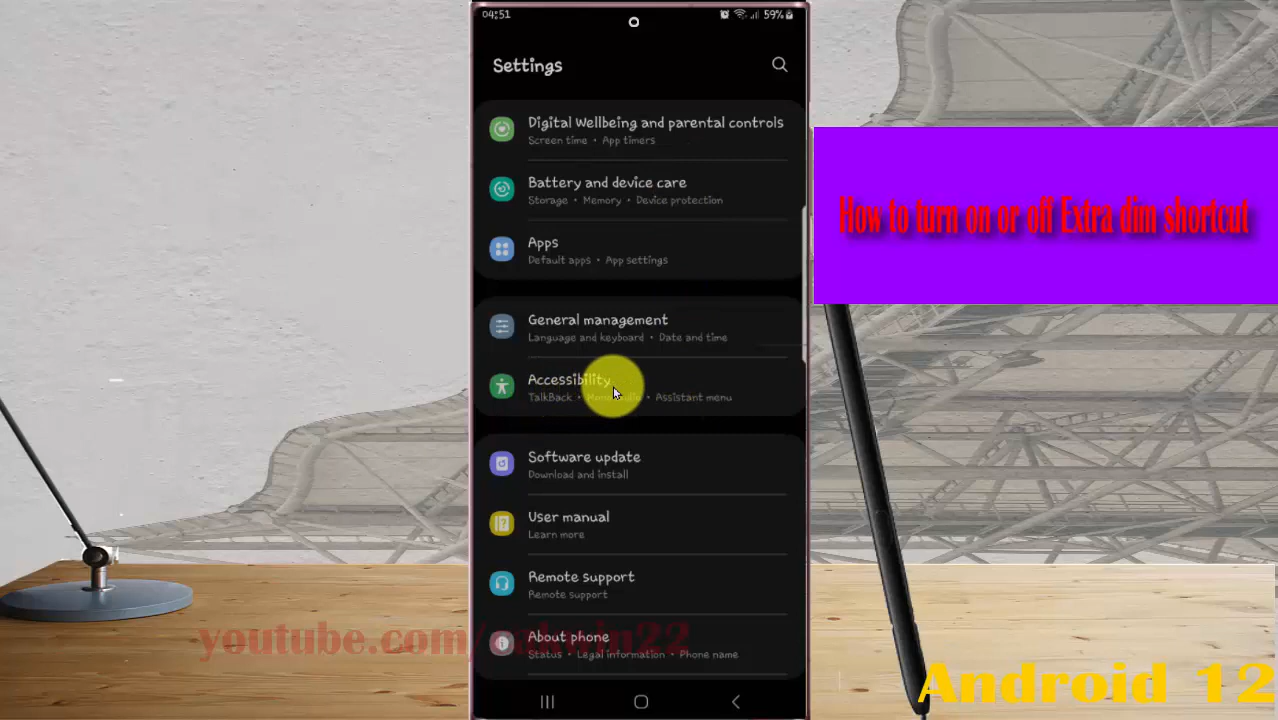 04:51
59%
Settings
Digital Wellbeing and parental controls
Screen time • App timers
Battery and device care
Storage • Memory • Device protection
Apps
Default apps • App settings
General management
Language and keyboard • Date and time
Accessibility
TalkBack • Mono audio • Assistant menu
Software update
Download and install
User manual
Learn more
Remote support
Remote support
About phone
Status • Legal information • Phone name
How to turn on or off Extra dim shortcut
Android 12